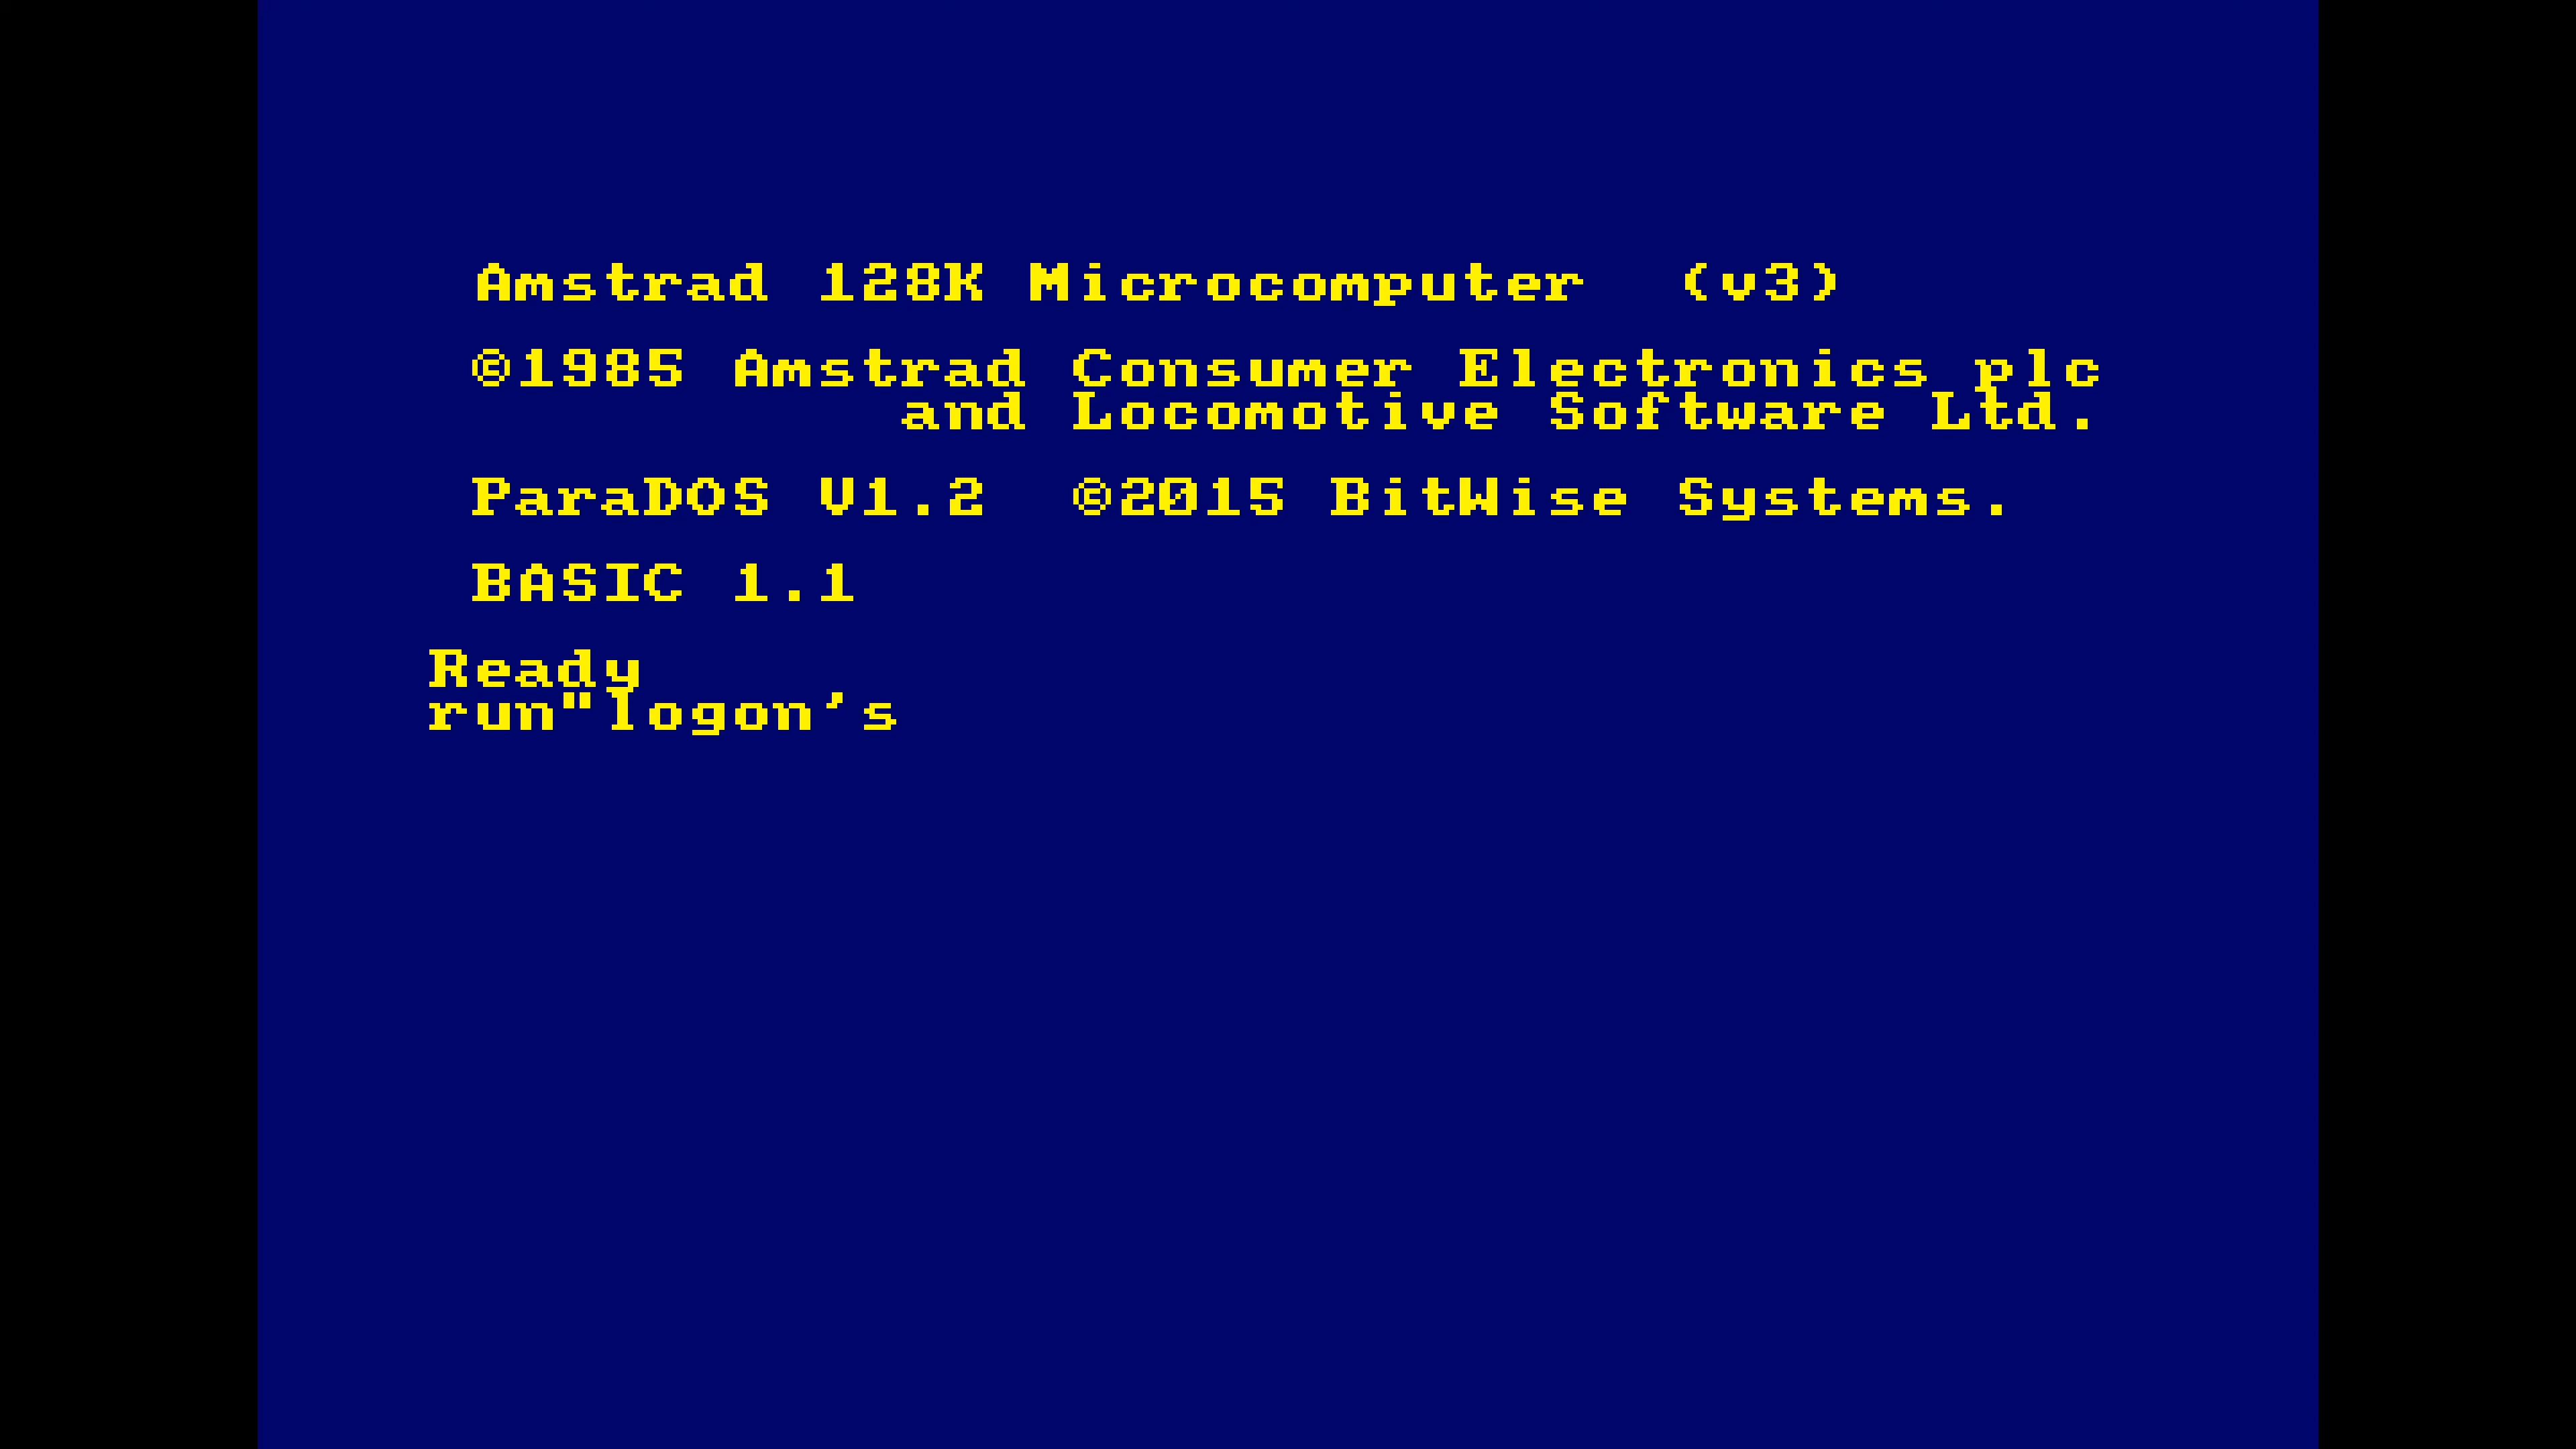 Amstrad 128K Microcomputer  (v3)
©1985 Amstrad Consumer Electronics plc
and Locomotive Software Ltd.
ParaDOS V1.2  ©2015 BitWise Systems.
BASIC 1.1
Ready
run"logon's